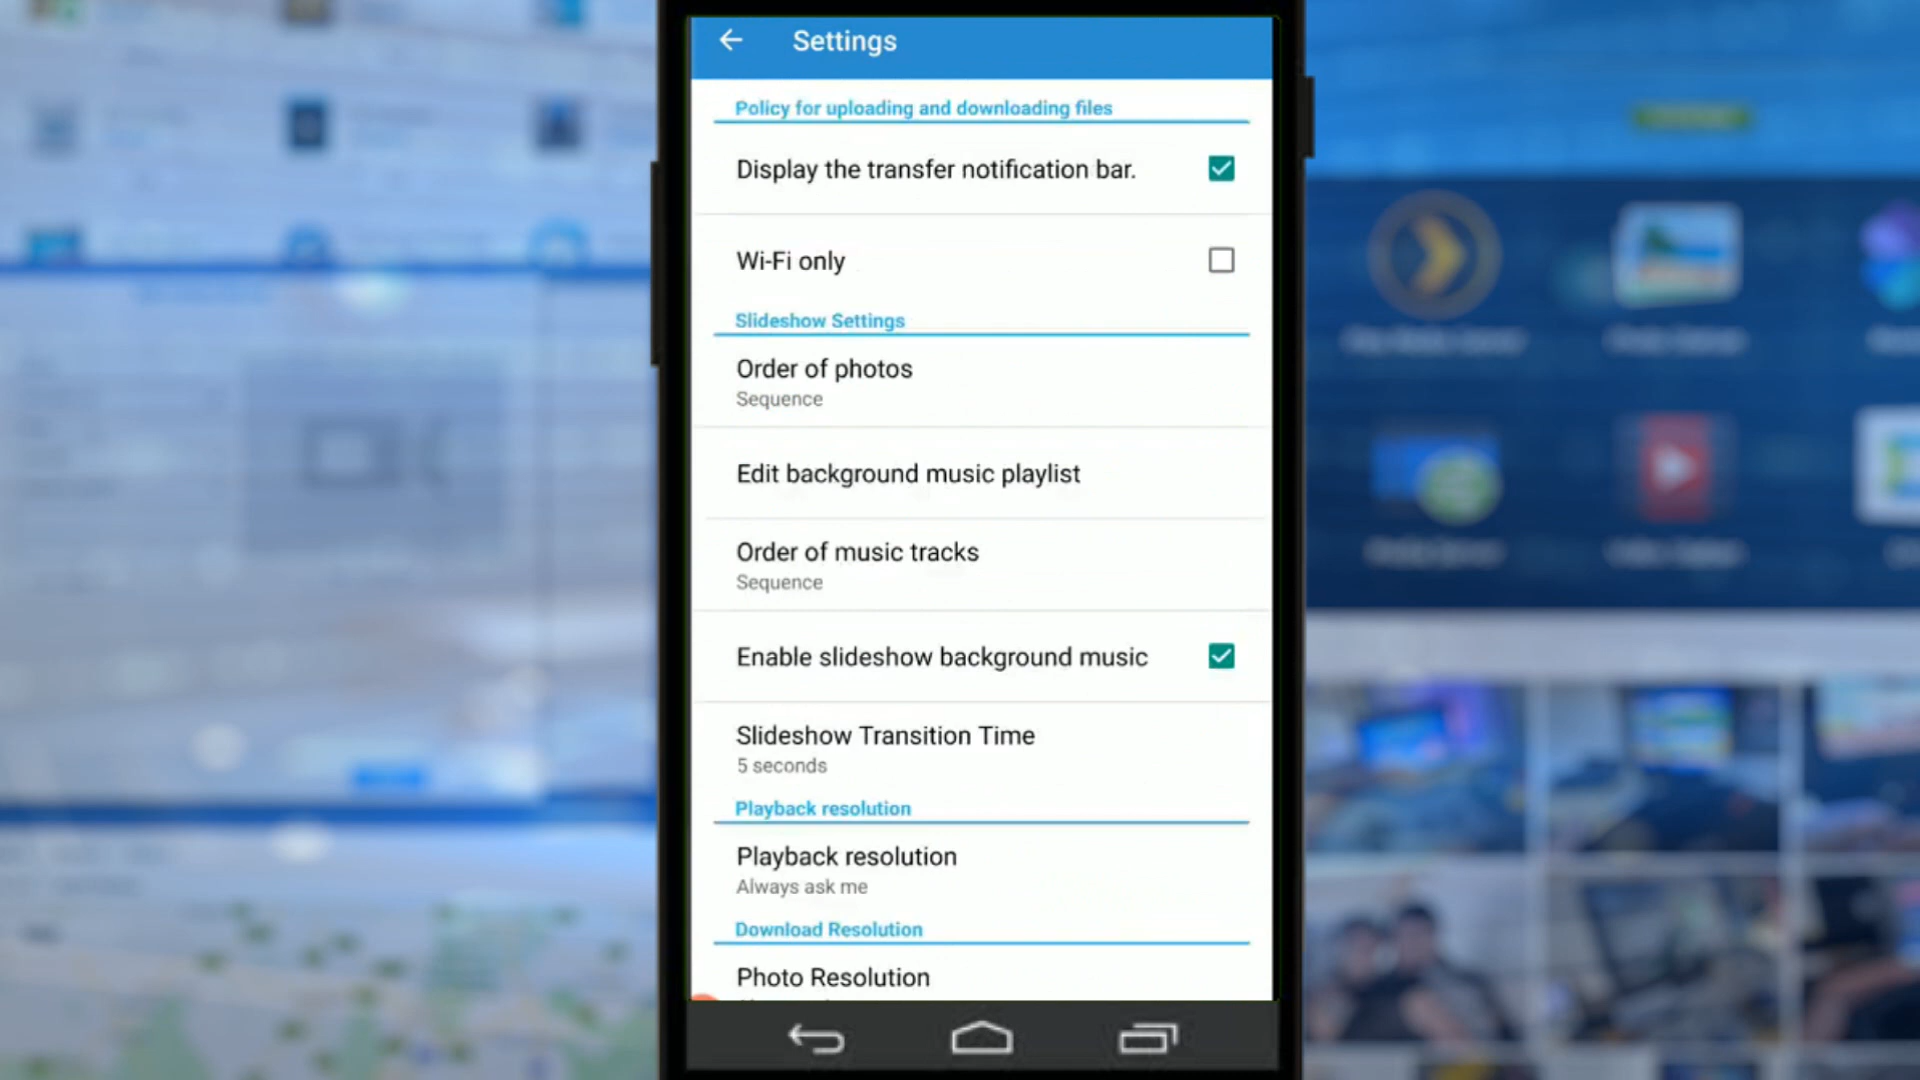 Settings
Policy for uploading and downloading files
Display the transfer notification bar.
Wi-Fi only
Slideshow Settings
Order of photos
Sequence
Edit background music playlist
Order of music tracks
Sequence
Enable slideshow background music
Slideshow Transition Time
5 seconds
Playback resolution
Playback resolution
Always ask me
Download Resolution
Photo Resolution